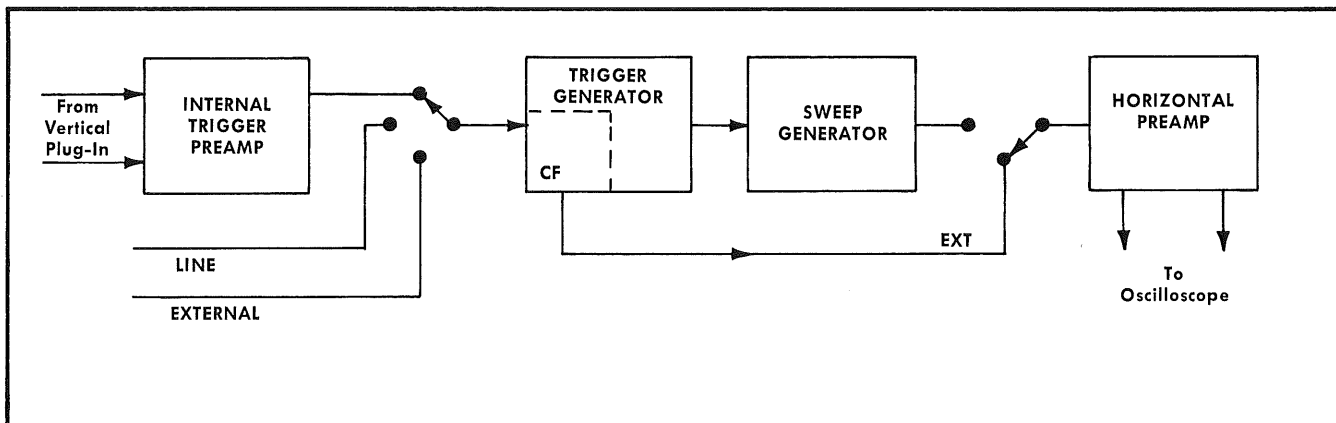 From
Vertical
Plug-In
INTERNAL
TRIGGER
PREAMP
LINE
EXTERNAL
TRIGGER
GENERATOR
CF
SWEEP
GENERATOR
EXT
HORIZONTAL
PREAMP
To
Oscilloscope